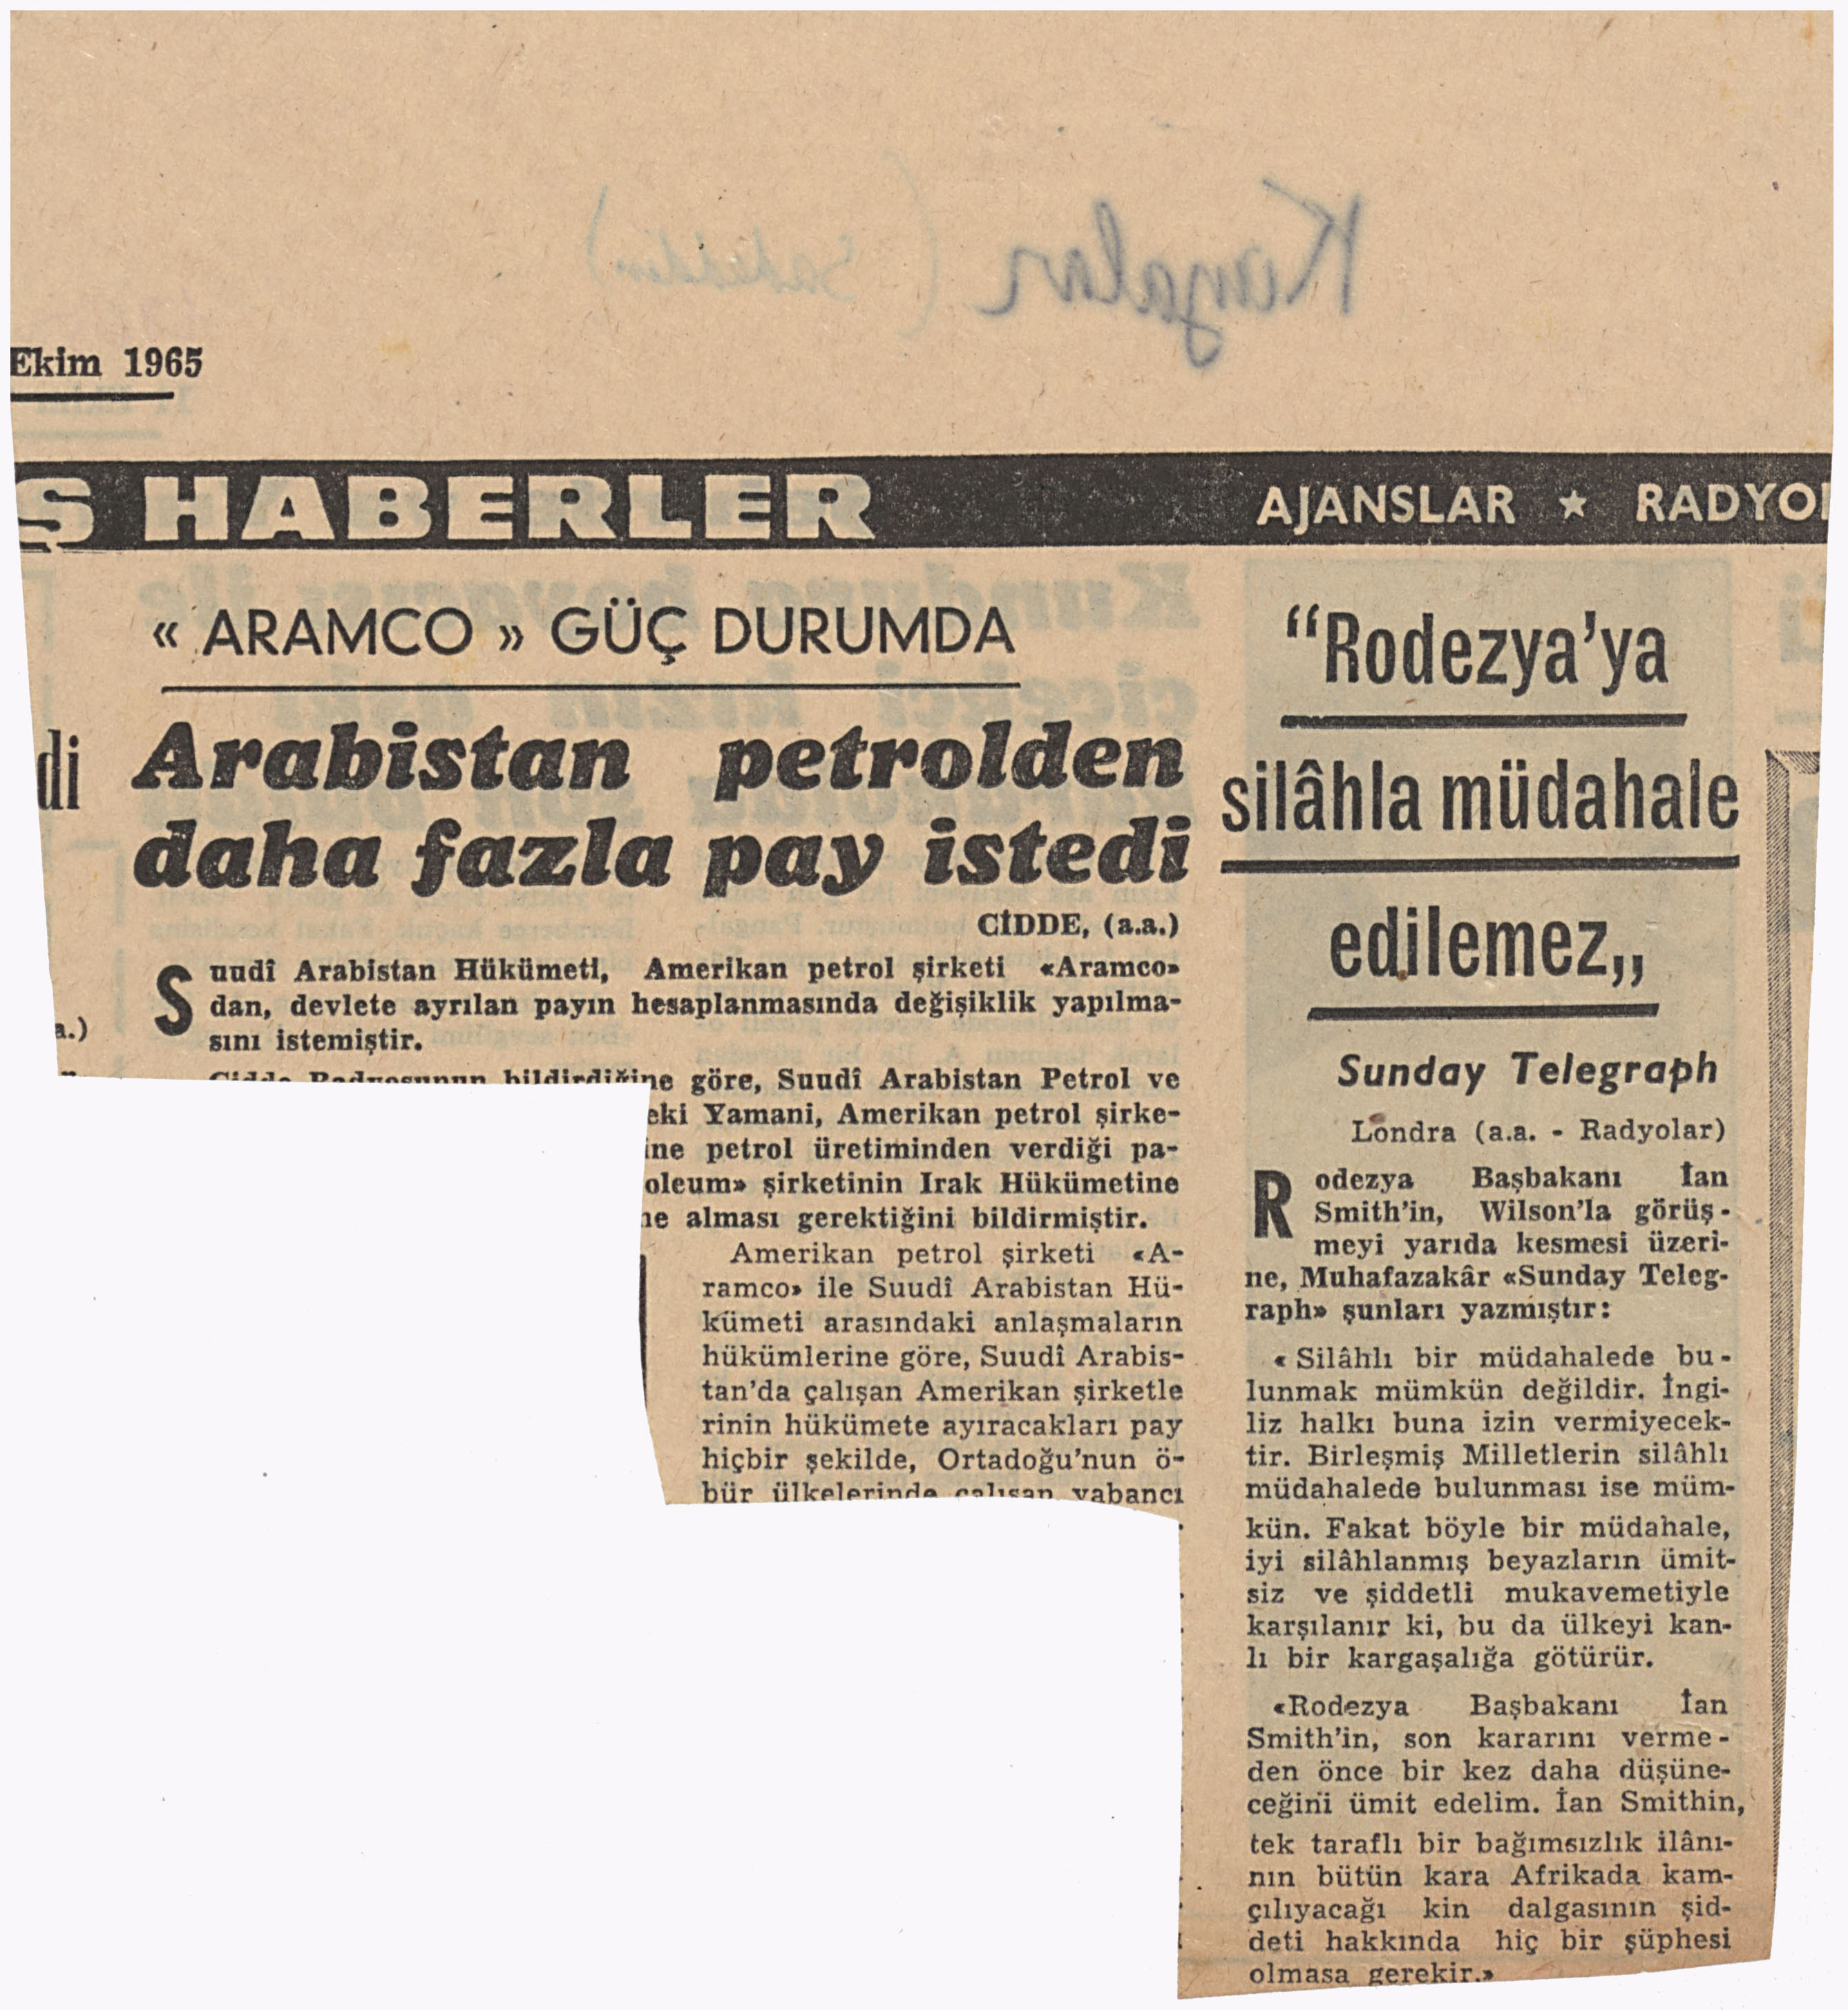 Ekim 1965
Ş HABERLER
AJANSLAR ★ RADYO
« ARAMCO » GÜÇ DURUMDA
Arabistan petrolden
daha fazla pay istedi
CİDDE, (a.a.)
Suudî Arabistan Hükümeti, Amerikan petrol şirketi «Aramco»
dan, devlete ayrılan payın hesaplanmasında değişiklik yapılma-
sını istemiştir.
Cidde Radyosunun bildirdiğine göre, Suudî Arabistan Petrol ve
eki Yamani, Amerikan petrol şirke-
ine petrol üretiminden verdiği pa-
oleum» şirketinin Irak Hükümetine
ne alması gerektiğini bildirmiştir.
Amerikan petrol şirketi «A-
ramco» ile Suudî Arabistan Hü-
kümeti arasındaki anlaşmaların
hükümlerine göre, Suudî Arabis-
tan'da çalışan Amerikan şirketle
rinin hükümete ayıracakları pay
hiçbir şekilde, Ortadoğu'nun ö-
bür ülkelerinde çalışan yabancı
di
a.)
“Rodezya'ya
silâhla müdahale
edilemez„
Sunday Telegraph
Londra (a.a. - Radyolar)
Rodezya Başbakanı İan
Smith'in, Wilson'la görüş-
meyi yarıda kesmesi üzeri-
ne, Muhafazakâr «Sunday Teleg-
raph» şunları yazmıştır:
« Silâhlı bir müdahalede bu-
lunmak mümkün değildir. İngi-
liz halkı buna izin vermiyecek-
tir. Birleşmiş Milletlerin silâhlı
müdahalede bulunması ise müm-
kün. Fakat böyle bir müdahale,
iyi silâhlanmış beyazların ümit-
siz ve şiddetli mukavemetiyle
karşılanır ki, bu da ülkeyi kan-
lı bir kargaşalığa götürür.
«Rodezya Başbakanı İan
Smith'in, son kararını verme-
den önce bir kez daha düşüne-
ceğini ümit edelim. İan Smithin,
tek taraflı bir bağımsızlık ilânı-
nın bütün kara Afrikada kam-
çılıyacağı kin dalgasının şid-
deti hakkında hiç bir şüphesi
olmasa gerekir.»